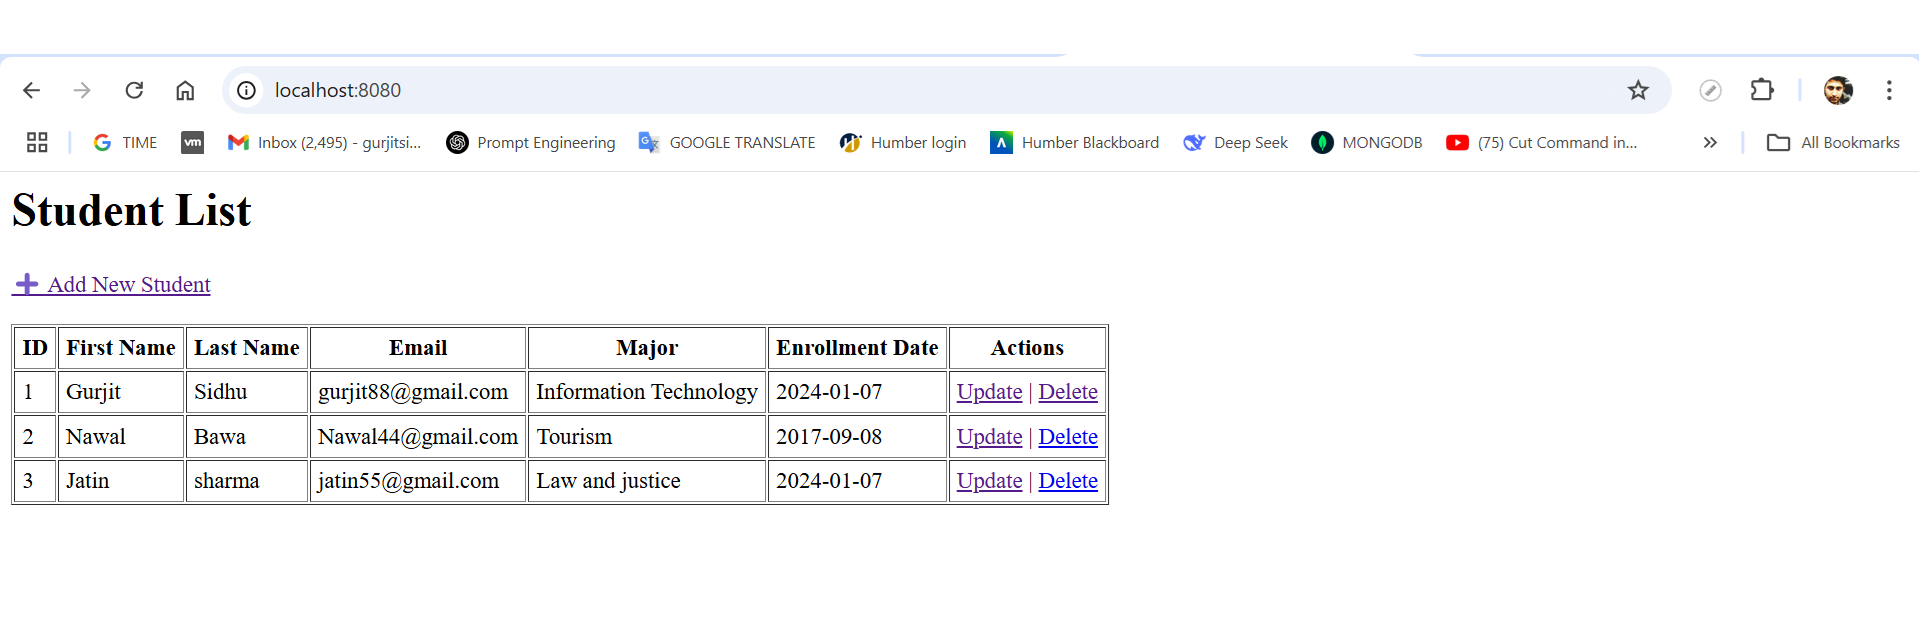 localhost:8080
TIME vm Inbox (2,495) - gurjitsi... Prompt Engineering GOOGLE TRANSLATE Humber login Humber Blackboard Deep Seek MONGODB (75) Cut Command in... » All Bookmarks
Student List
➕ Add New Student
ID First Name Last Name Email Major Enrollment Date Actions
1 Gurjit Sidhu gurjit88@gmail.com Information Technology 2024-01-07 Update | Delete
2 Nawal Bawa Nawal44@gmail.com Tourism 2017-09-08 Update | Delete
3 Jatin sharma jatin55@gmail.com Law and justice 2024-01-07 Update | Delete